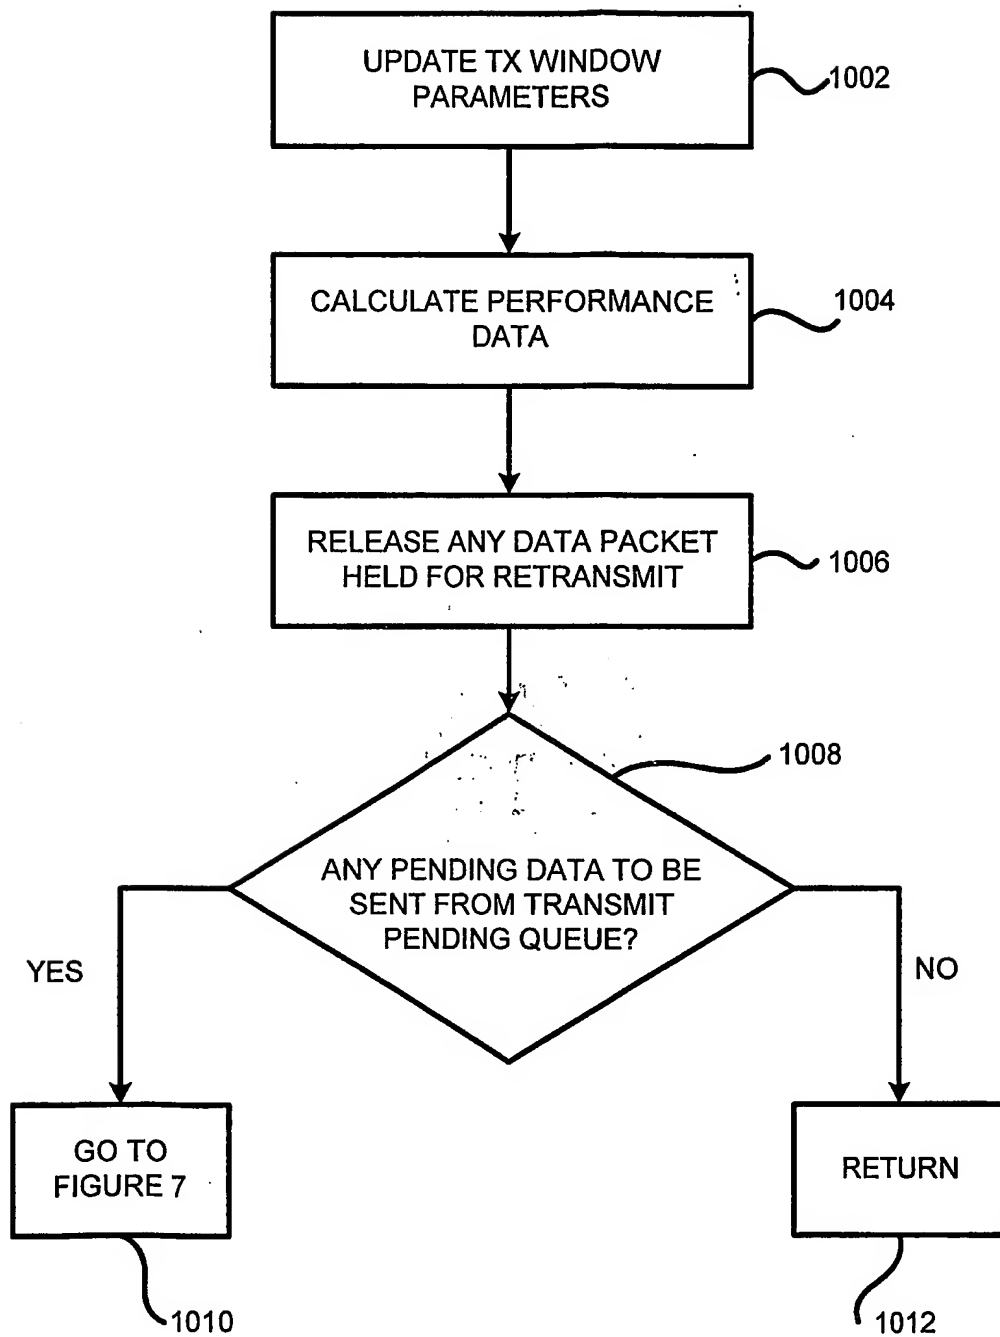 UPDATE TX WINDOW
PARAMETERS
1002
CALCULATE PERFORMANCE
DATA
1004
RELEASE ANY DATA PACKET
HELD FOR RETRANSMIT
1006
1008
ANY PENDING DATA TO BE
SENT FROM TRANSMIT
PENDING QUEUE?
YES
NO
GO TO
FIGURE 7
RETURN
1010
1012